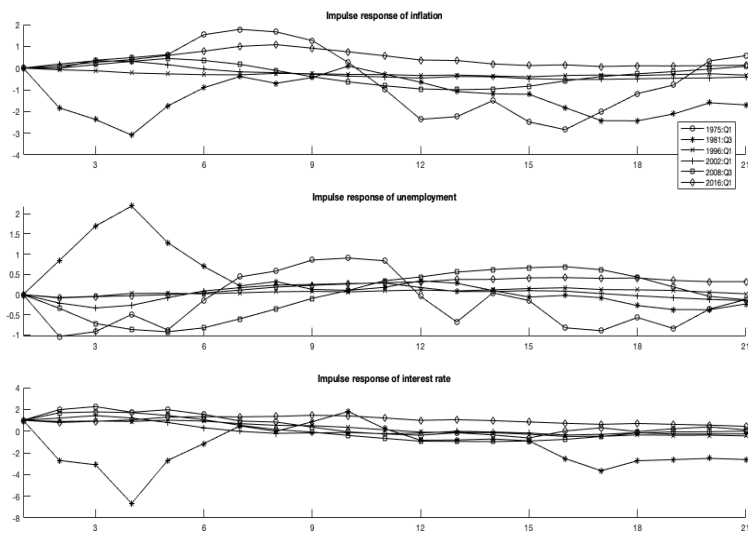 Impulse response of inflation
2
1
0
-1
-2
-3
-4
3 6 9 12 15 18 21
1975:Q1
1981:Q3
1996:Q1
2002:Q1
2008:Q3
2016:Q1
Impulse response of unemployment
2
1.5
1
0.5
0
-0.5
-1
3 6 9 12 15 18 21
Impulse response of interest rate
4
2
0
-2
-4
-6
-8
3 6 9 12 15 18 21